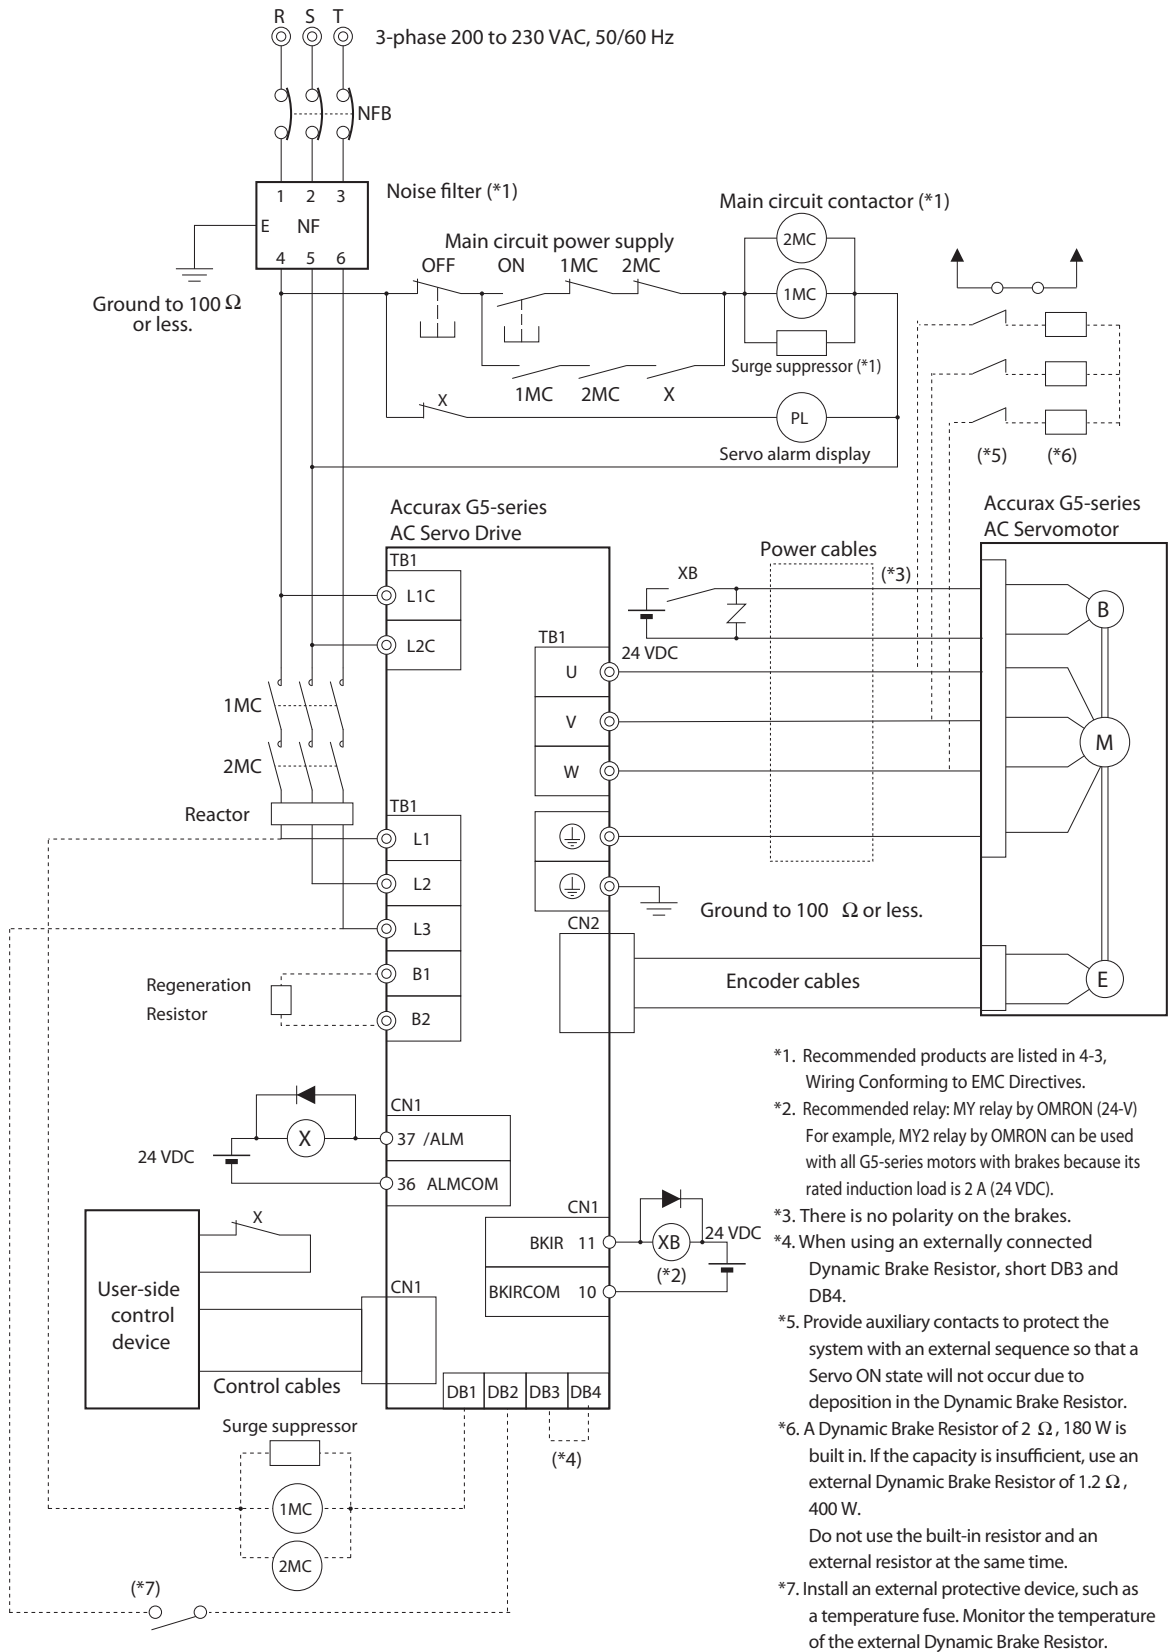 R S T
3-phase 200 to 230 VAC, 50/60 Hz
NFB
1 2 3
Noise filter (*1)
E NF
4 5 6
Ground to 100 Ω
or less.
Main circuit contactor (*1)
2MC
Main circuit power supply
OFF ON 1MC 2MC
1MC
Surge suppressor (*1)
1MC 2MC X
X
PL
Servo alarm display
(*5) (*6)
Accurax G5-series
AC Servo Drive
Accurax G5-series
AC Servomotor
TB1
L1C
L2C
Power cables
(*3)
XB
24 VDC
B
TB1
U
V
W
M
1MC
2MC
Reactor
TB1
L1
L2
L3
B1
B2
Ground to 100 Ω or less.
CN2
Encoder cables
E
Regeneration
Resistor
CN1
X
37 /ALM
24 VDC
36 ALMCOM
CN1
BKIR 11
XB
24 VDC
(*2)
BKIRCOM 10
X
User-side
control
device
CN1
Control cables
DB1 DB2 DB3 DB4
(*4)
Surge suppressor
1MC
2MC
(*7)
*1. Recommended products are listed in 4-3,
Wiring Conforming to EMC Directives.
*2. Recommended relay: MY relay by OMRON (24-V)
For example, MY2 relay by OMRON can be used
with all G5-series motors with brakes because its
rated induction load is 2 A (24 VDC).
*3. There is no polarity on the brakes.
*4. When using an externally connected
Dynamic Brake Resistor, short DB3 and
DB4.
*5. Provide auxiliary contacts to protect the
system with an external sequence so that a
Servo ON state will not occur due to
deposition in the Dynamic Brake Resistor.
*6. A Dynamic Brake Resistor of 2 Ω, 180 W is
built in. If the capacity is insufficient, use an
external Dynamic Brake Resistor of 1.2 Ω,
400 W.
Do not use the built-in resistor and an
external resistor at the same time.
*7. Install an external protective device, such as
a temperature fuse. Monitor the temperature
of the external Dynamic Brake Resistor.